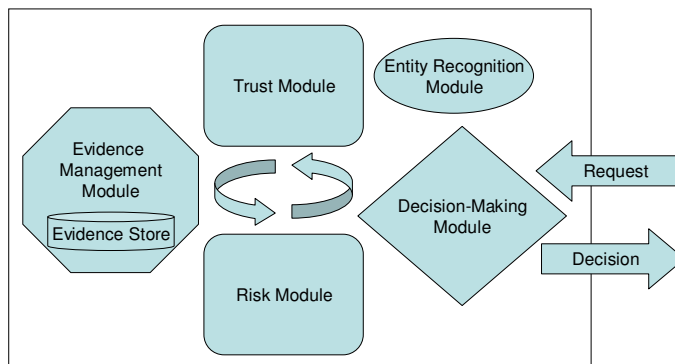 Trust Module
Entity Recognition
Module
Evidence
Management
Module
Evidence Store
Decision-Making
Module
Request
Decision
Risk Module